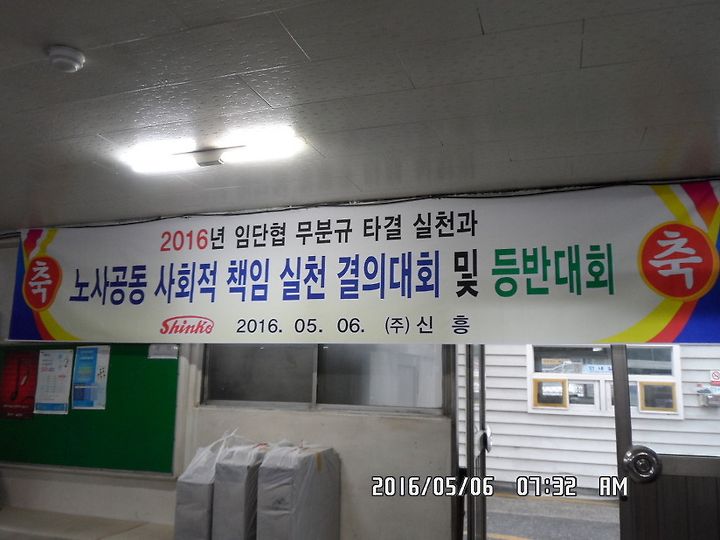 2016년 임단협 무분규 타결 실천과
축 노사공동 사회적 책임 실천 결의대회 및 등반대회 축
Shinko 2016. 05. 06. (주) 신 흥
2016/05/06 07:32 AM